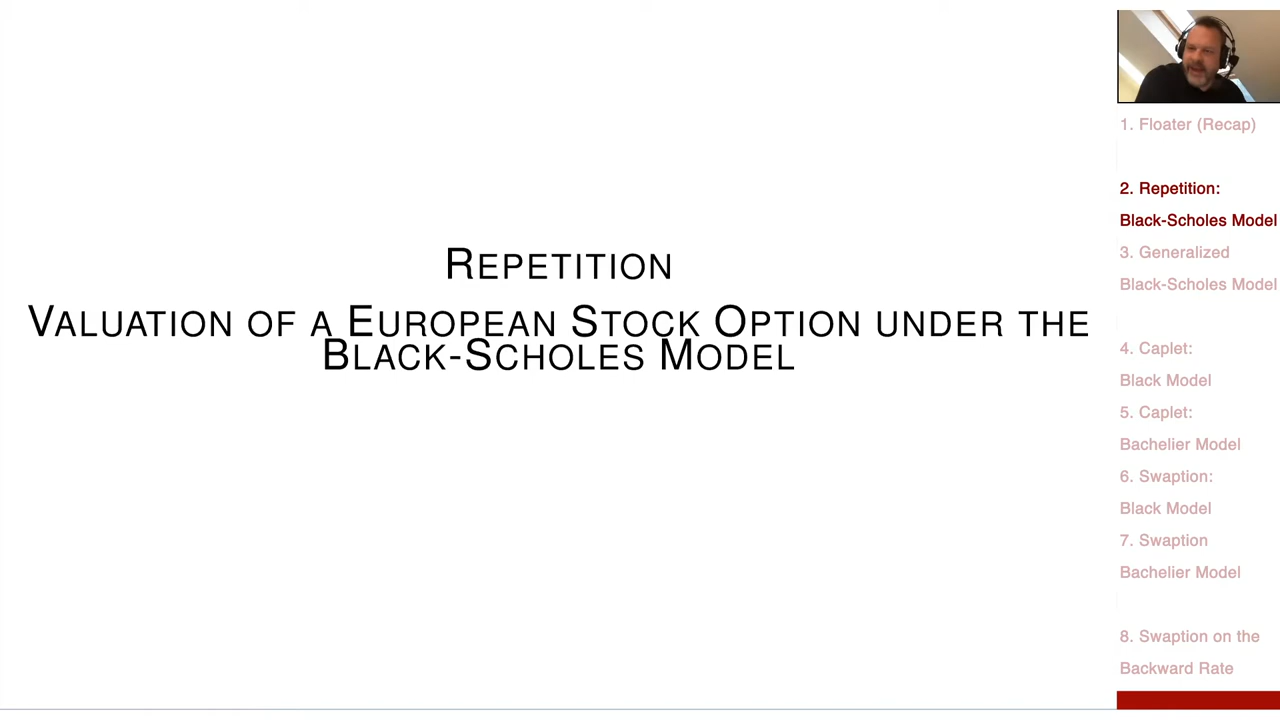 REPETITION
VALUATION OF A EUROPEAN STOCK OPTION UNDER THE
BLACK-SCHOLES MODEL
1. Floater (Recap)
2. Repetition:
Black-Scholes Model
3. Generalized
Black-Scholes Model
4. Caplet:
Black Model
5. Caplet:
Bachelier Model
6. Swaption:
Black Model
7. Swaption
Bachelier Model
8. Swaption on the
Backward Rate